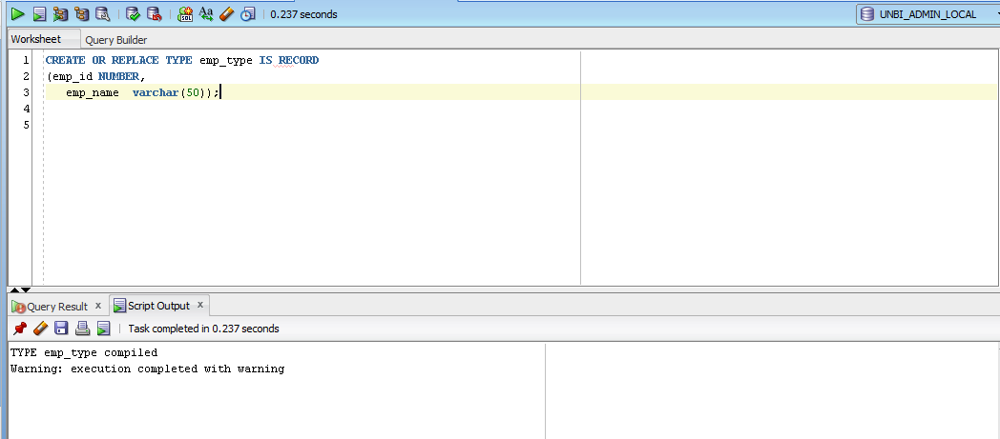 0.237 seconds
UNBI_ADMIN_LOCAL
Worksheet Query Builder
1 CREATE OR REPLACE TYPE emp_type IS RECORD
2 (emp_id NUMBER,
3 emp_name varchar(50));
4
5
Query Result x Script Output x
Task completed in 0.237 seconds
TYPE emp_type compiled
Warning: execution completed with warning